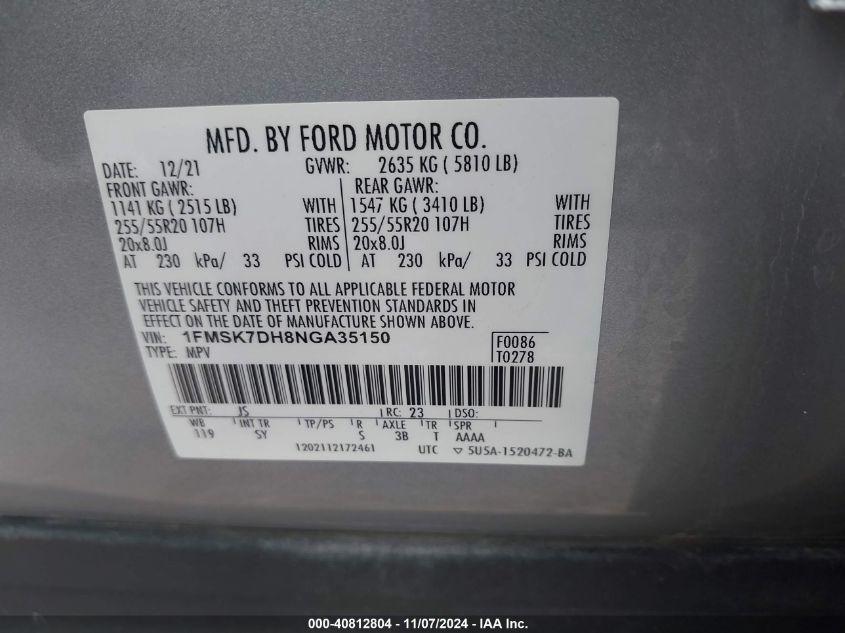 MFD. BY FORD MOTOR CO.
DATE: 12/21 GVWR: 2635 KG ( 5810 LB)
FRONT GAWR: REAR GAWR:
1141 KG ( 2515 LB) WITH 1547 KG ( 3410 LB) WITH
255/55R20 107H TIRES 255/55R20 107H TIRES
20x8.0J RIMS 20x8.0J RIMS
AT 230 kPa/ 33 PSI COLD AT 230 kPa/ 33 PSI COLD
THIS VEHICLE CONFORMS TO ALL APPLICABLE FEDERAL MOTOR
VEHICLE SAFETY AND THEFT PREVENTION STANDARDS IN
EFFECT ON THE DATE OF MANUFACTURE SHOWN ABOVE.
VIN: 1FMSK7DH8NGA35150 F0086
TYPE: MPV T0278
EXT PNT: JS RC: 23 DSO:
WB INT TR TP/PS R AXLE TR SPR
119 SY S 3B T AAAA
1202112172461 UTC ▽ 5U5A-1520472-BA
000-40812804 - 11/07/2024 - IAA Inc.